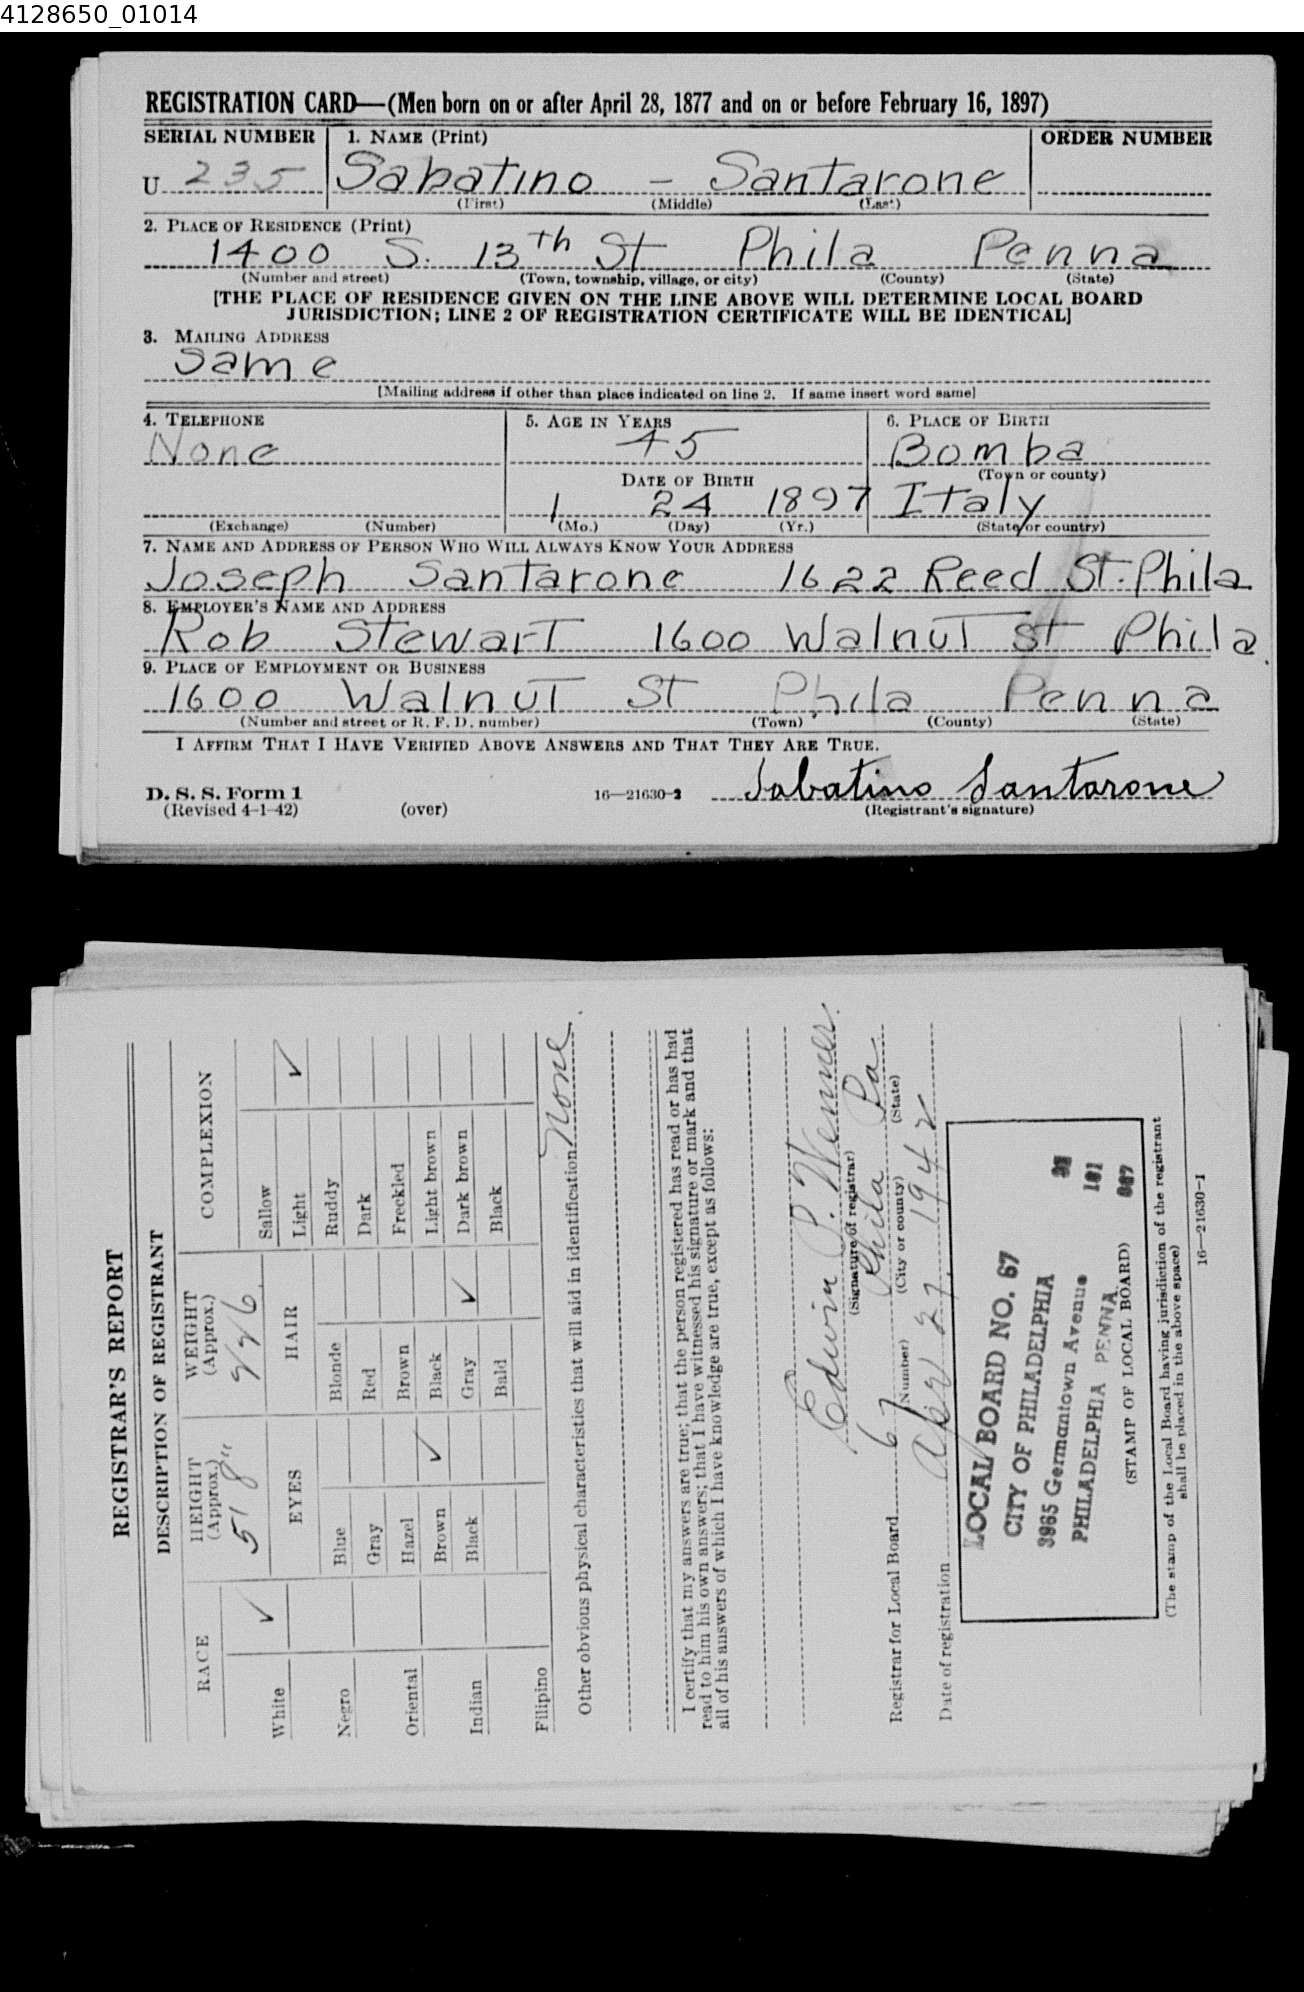 4128650_01014
REGISTRATION CARD—(Men born on or after April 28, 1877 and on or before February 16, 1897)
SERIAL NUMBER 1. NAME (Print) ORDER NUMBER
U 235 Sabatino - Santarone
(First) (Middle) (Last)
2. PLACE OF RESIDENCE (Print)
1400 S. 13th St Phila Penna
(Number and street) (Town, township, village, or city) (County) (State)
[THE PLACE OF RESIDENCE GIVEN ON THE LINE ABOVE WILL DETERMINE LOCAL BOARD
JURISDICTION; LINE 2 OF REGISTRATION CERTIFICATE WILL BE IDENTICAL]
3. MAILING ADDRESS
Same
[Mailing address if other than place indicated on line 2. If same insert word same]
4. TELEPHONE 5. AGE IN YEARS 6. PLACE OF BIRTH
None 45 Bomba
DATE OF BIRTH (Town or county)
1 24 1897 Italy
(Exchange) (Number) (Mo.) (Day) (Yr.) (State or country)
7. NAME AND ADDRESS OF PERSON WHO WILL ALWAYS KNOW YOUR ADDRESS
Joseph Santarone 1622 Reed St. Phila
8. EMPLOYER'S NAME AND ADDRESS
Rob Stewart 1600 Walnut St Phila.
9. PLACE OF EMPLOYMENT OR BUSINESS
1600 Walnut St Phila Penna
(Number and street or R. F. D. number) (Town) (County) (State)
I AFFIRM THAT I HAVE VERIFIED ABOVE ANSWERS AND THAT THEY ARE TRUE.
D. S. S. Form 1 16—21630-2 Sabatino Santarone
(Revised 4-1-42) (over) (Registrant's signature)
REGISTRAR'S REPORT
DESCRIPTION OF REGISTRANT
RACE HEIGHT (Approx.) WEIGHT (Approx.) COMPLEXION
5' 8"
White ✓ EYES HAIR Sallow
Light ✓
Negro Blue Blonde Ruddy
Gray Red Dark
Oriental Hazel Brown Freckled
Brown ✓ Black Light brown
Indian Black Gray ✓ Dark brown
Bald Black
Filipino
Other obvious physical characteristics that will aid in identification None.
I certify that my answers are true; that the person registered has read or has had
read to him his own answers; that I have witnessed his signature or mark and that
all of his answers of which I have knowledge are true, except as follows:
Edwin Wenner.
(Signature of registrar)
Registrar for Local Board 67 Phila Pa.
(Number) (City or county) (State)
Date of registration Apr 27, 1942
LOCAL BOARD NO. 67
CITY OF PHILADELPHIA
3865 Germantown Avenue 101
PHILADELPHIA PENNA. 067
(STAMP OF LOCAL BOARD)
(The stamp of the Local Board having jurisdiction of the registrant
shall be placed in the above space)
16—21630-1